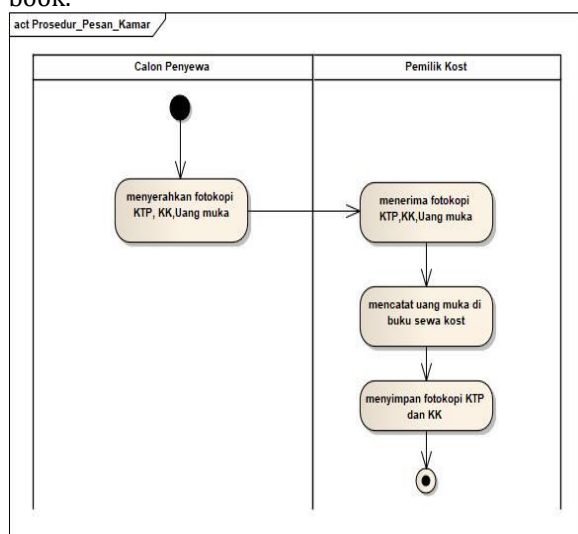 book.
act Prosedur_Pesan_Kamar
Calon Penyewa
Pemilik Kost
menyerahkan fotokopi
KTP, KK,Uang muka
menerima fotokopi
KTP,KK,Uang muka
mencatat uang muka di
buku sewa kost
menyimpan fotokopi KTP
dan KK